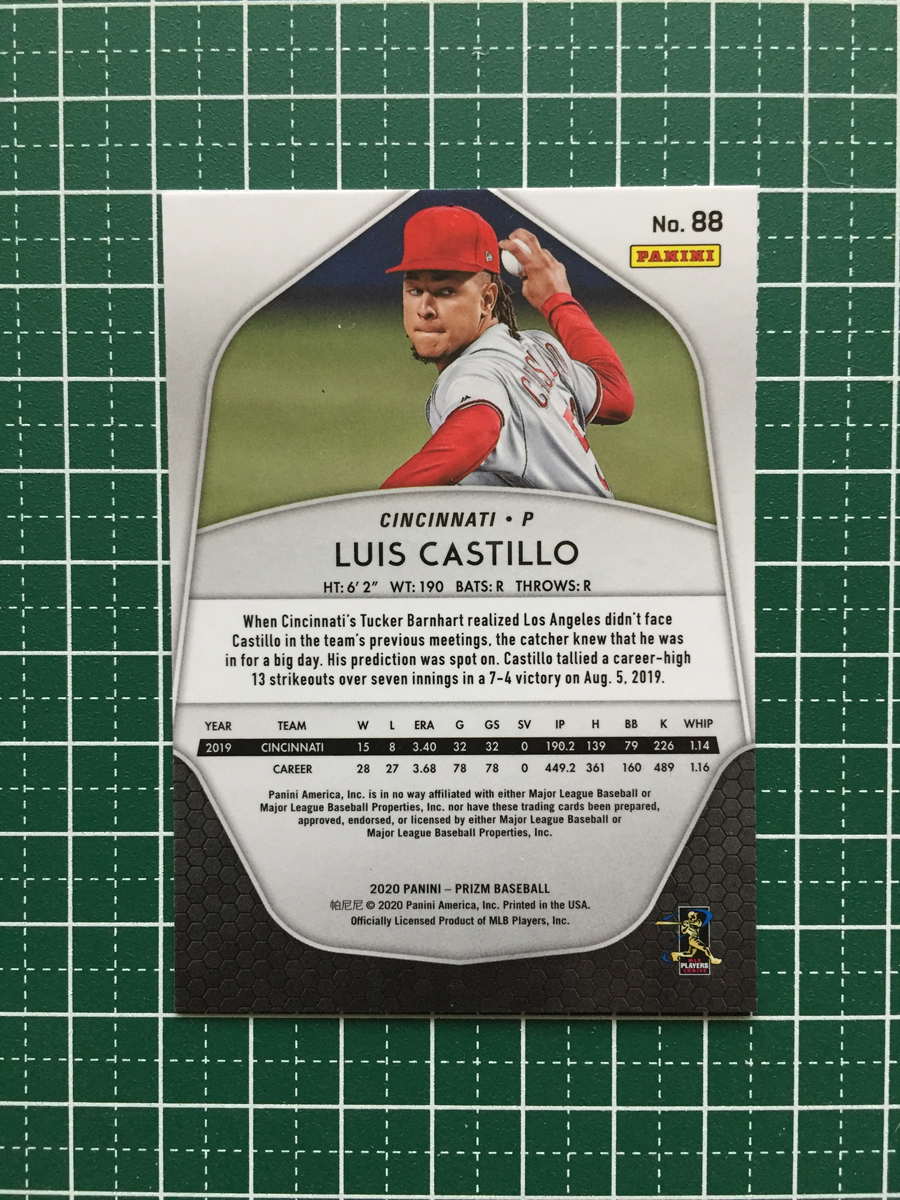 No. 88
PANINI
CASTILLO
CINCINNATI • P
LUIS CASTILLO
HT: 6' 2" WT: 190 BATS: R THROWS: R
When Cincinnati's Tucker Barnhart realized Los Angeles didn't face
Castillo in the team's previous meetings, the catcher knew that he was
in for a big day. His prediction was spot on. Castillo tallied a career-high
13 strikeouts over seven innings in a 7-4 victory on Aug. 5, 2019.
YEAR TEAM W L ERA G GS SV IP H BB K WHIP
2019 CINCINNATI 15 8 3.40 32 32 0 190.2 139 79 226 1.14
CAREER 28 27 3.68 78 78 0 449.2 361 160 489 1.16
Panini America, Inc. is in no way affiliated with either Major League Baseball or
Major League Baseball Properties, Inc. nor have these trading cards been prepared,
approved, endorsed, or licensed by either Major League Baseball or
Major League Baseball Properties, Inc.
2020 PANINI – PRIZM BASEBALL
帕尼尼 © 2020 Panini America, Inc. Printed in the USA.
Officially Licensed Product of MLB Players, Inc.
MLB
PLAYERS
CHOICE